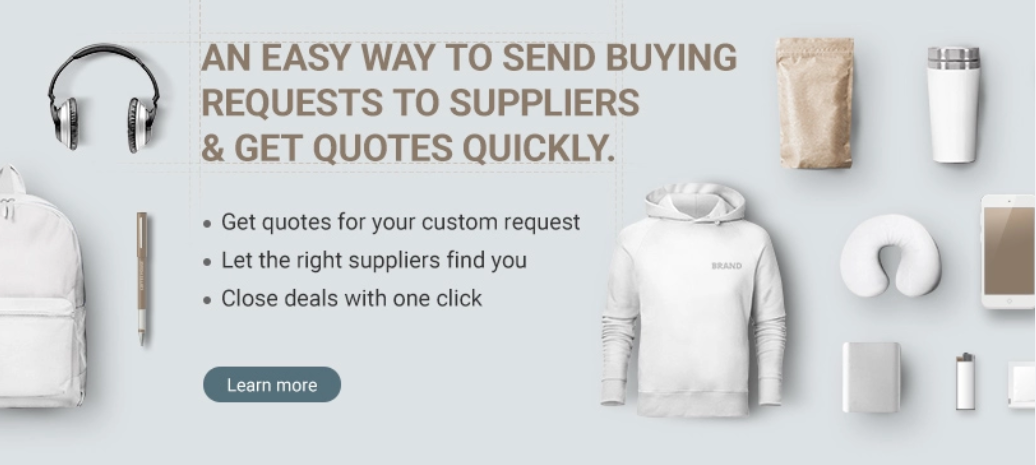 AN EASY WAY TO SEND BUYING
REQUESTS TO SUPPLIERS
& GET QUOTES QUICKLY.
Get quotes for your custom request
Let the right suppliers find you
Close deals with one click
BRAND
Learn more